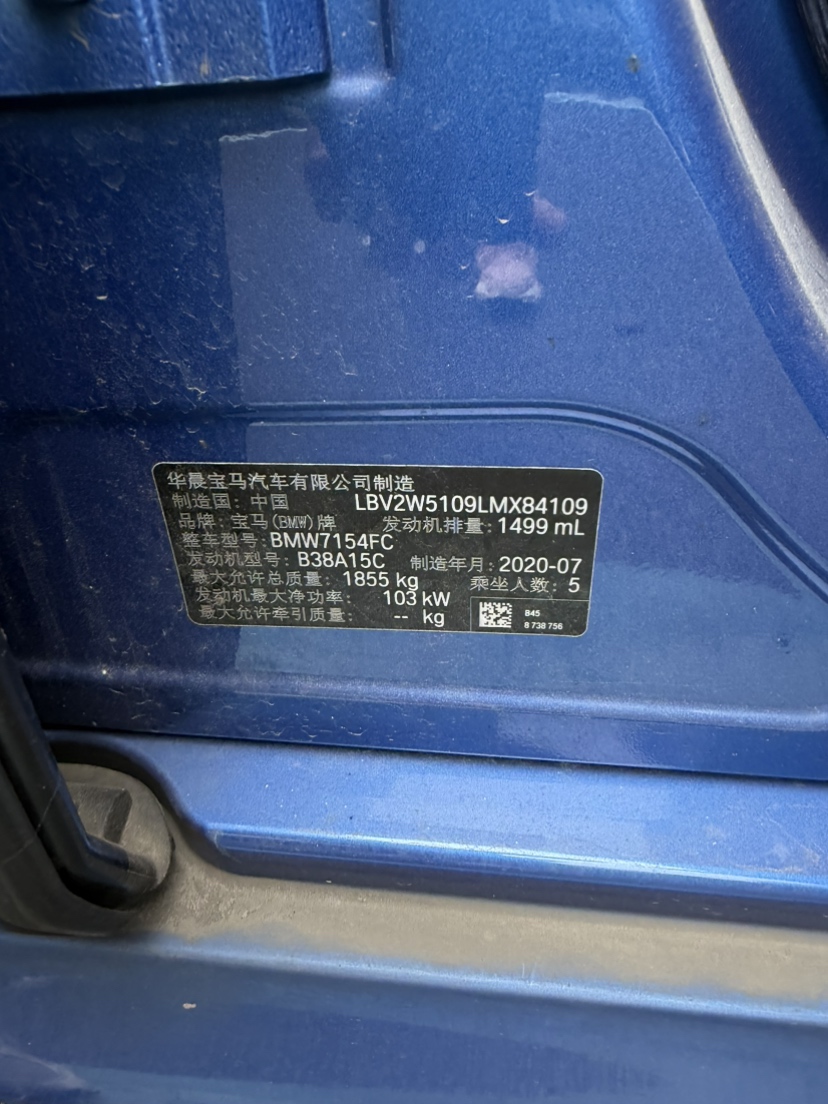 华晨宝马汽车有限公司制造
制造国: 中国 LBV2W5109LMX84109
品牌: 宝马(BMW)牌 发动机排量: 1499 mL
整车型号: BMW7154FC
发动机型号: B38A15C 制造年月: 2020-07
最大允许总质量: 1855 kg 乘坐人数: 5
发动机最大净功率: 103 kW
最大允许牵引质量: -- kg
B45
8 738 756